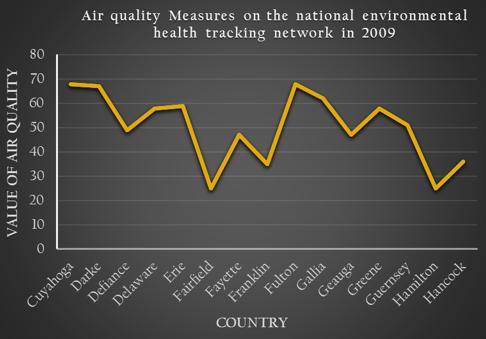 Air quality Measures on the national environmental
health tracking network in 2009
VALUE OF AIR QUALITY
80
70
60
50
40
30
20
10
0
Cuyahoga
Darke
Defiance
Delaware
Erie
Fairfield
Fayette
Franklin
Fulton
Gallia
Geauga
Greene
Guernsey
Hamilton
Hancock
COUNTRY